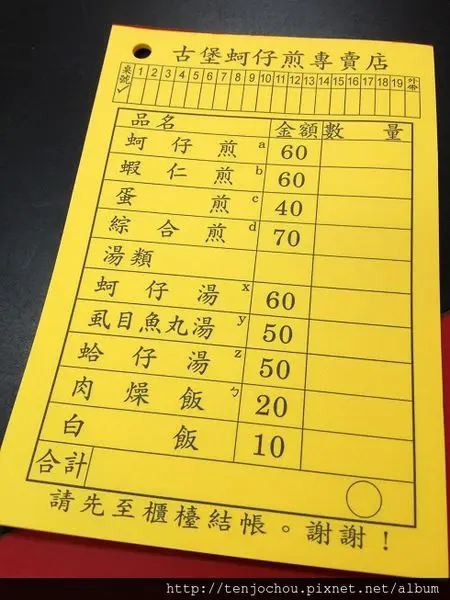 古堡蚵仔煎專賣店
桌號 1 2 3 4 5 6 7 8 9 10 11 12 13 14 15 16 17 18 19 外帶
品名 金額 數量
蚵仔煎 a 60
蝦仁煎 b 60
蛋煎 c 40
綜合煎 d 70
湯類
蚵仔湯 x 60
虱目魚丸湯 y 50
蛤仔湯 z 50
肉燥飯 ㄅ 20
白飯 10
合計
請先至櫃檯結帳。謝謝！
http://tenjochou.pixnet.net/album